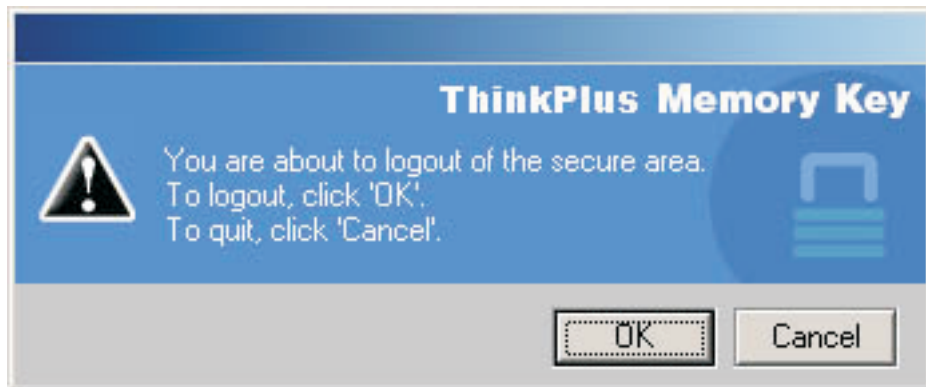 ThinkPlus Memory Key
You are about to logout of the secure area.
To logout, click 'OK'.
To quit, click 'Cancel'.
OK
Cancel